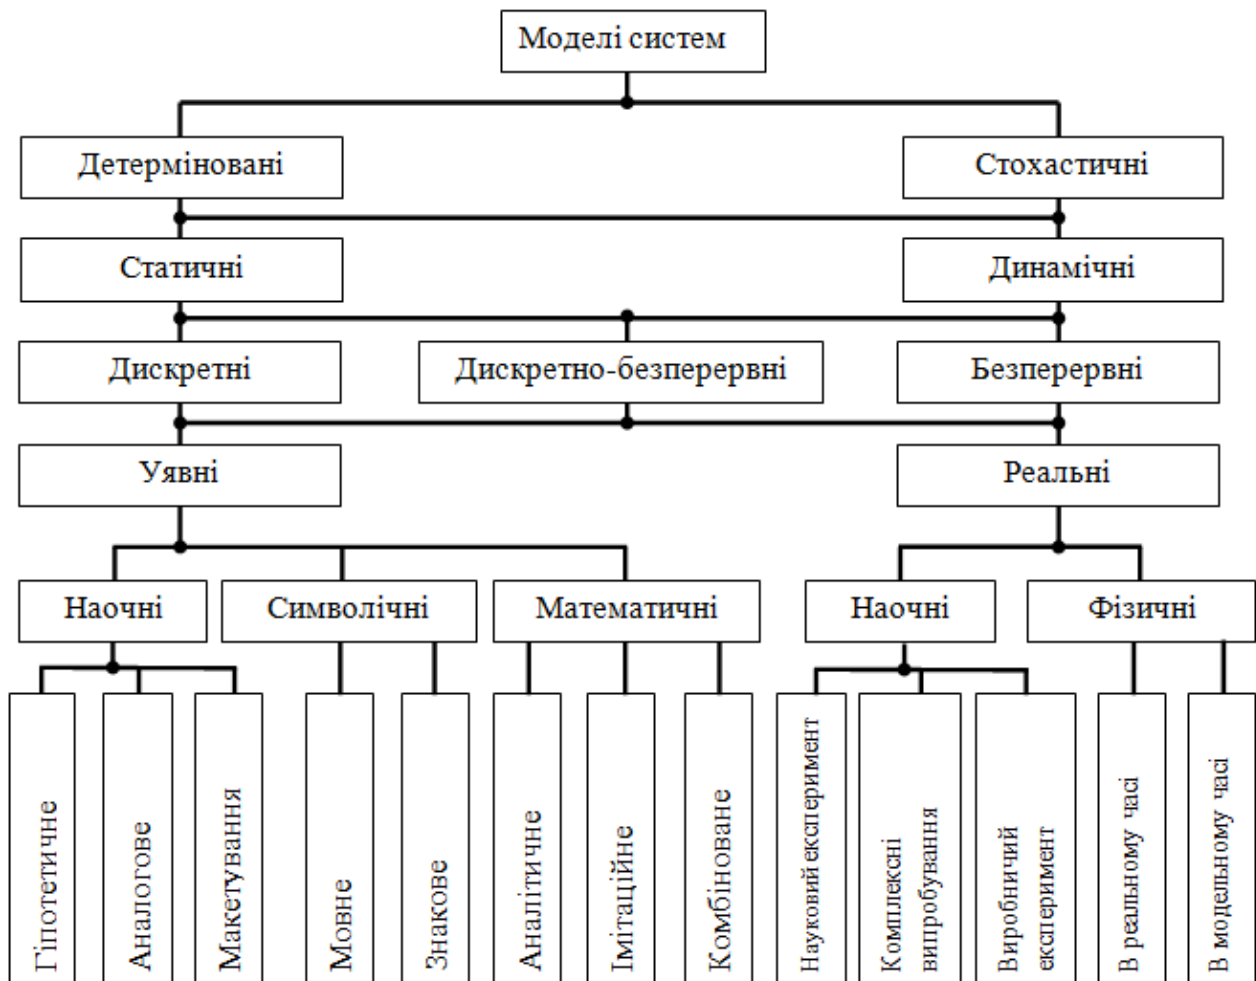 Моделі систем
Детерміновані
Стохастичні
Статичні
Динамічні
Дискретні
Дискретно-безперервні
Безперервні
Уявні
Реальні
Наочні
Символічні
Математичні
Наочні
Фізичні
Гіпотетичне
Аналогове
Макетування
Мовне
Знакове
Аналітичне
Імітаційне
Комбіноване
Науковий експеримент
Комплексні
випробування
Виробничий
експеримент
В реальному часі
В модельному часі